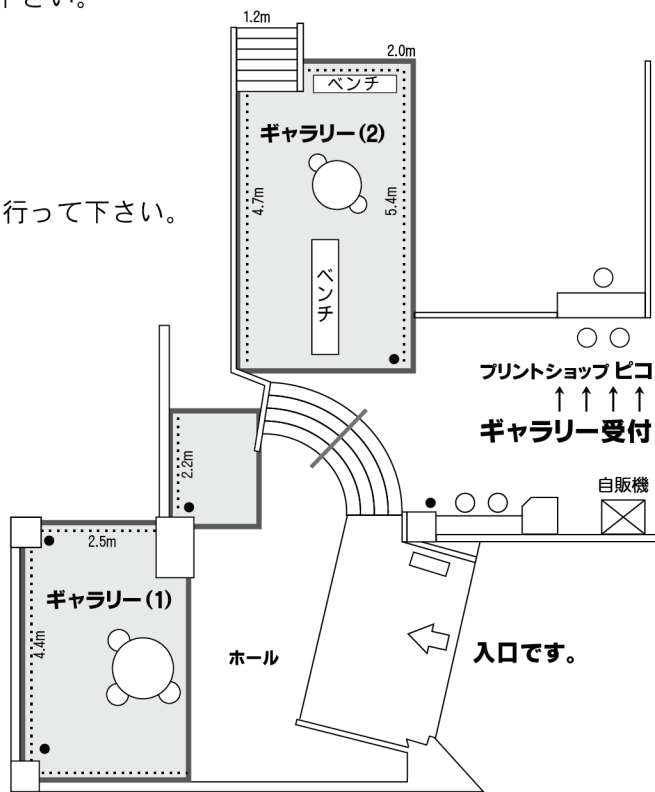 下さい。
1.2m
2.0m
ベンチ
ギャラリー(2)
4.7m
5.4m
行って下さい。
ベンチ
プリントショップ ピコ
↑ ↑ ↑ ↑
ギャラリー受付
2.2m
自販機
2.5m
ギャラリー(1)
4.4m
ホール
入口です。